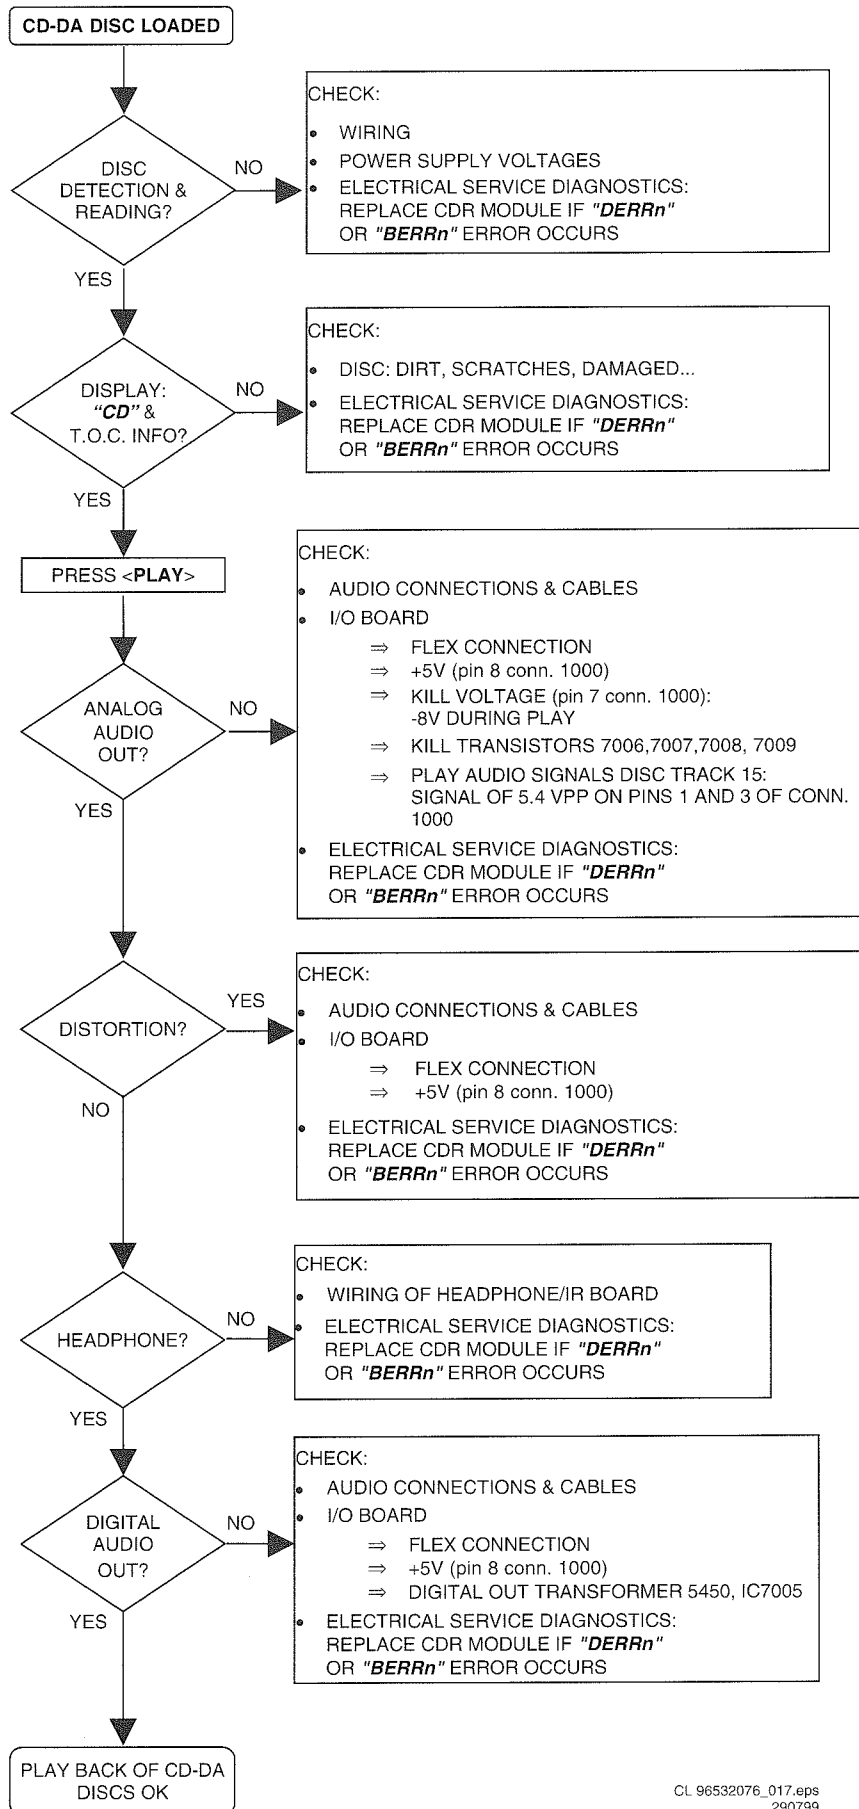 CD-DA DISC LOADED
DISC
DETECTION &
READING?
NO
YES
CHECK:
• WIRING
• POWER SUPPLY VOLTAGES
• ELECTRICAL SERVICE DIAGNOSTICS:
REPLACE CDR MODULE IF "DERRn"
OR "BERRn" ERROR OCCURS
DISPLAY:
"CD" &
T.O.C. INFO?
NO
YES
CHECK:
• DISC: DIRT, SCRATCHES, DAMAGED...
• ELECTRICAL SERVICE DIAGNOSTICS:
REPLACE CDR MODULE IF "DERRn"
OR "BERRn" ERROR OCCURS
PRESS <PLAY>
ANALOG
AUDIO
OUT?
NO
YES
CHECK:
• AUDIO CONNECTIONS & CABLES
• I/O BOARD
⇒ FLEX CONNECTION
⇒ +5V (pin 8 conn. 1000)
⇒ KILL VOLTAGE (pin 7 conn. 1000):
-8V DURING PLAY
⇒ KILL TRANSISTORS 7006,7007,7008, 7009
⇒ PLAY AUDIO SIGNALS DISC TRACK 15:
SIGNAL OF 5.4 VPP ON PINS 1 AND 3 OF CONN.
1000
• ELECTRICAL SERVICE DIAGNOSTICS:
REPLACE CDR MODULE IF "DERRn"
OR "BERRn" ERROR OCCURS
DISTORTION?
YES
NO
CHECK:
• AUDIO CONNECTIONS & CABLES
• I/O BOARD
⇒ FLEX CONNECTION
⇒ +5V (pin 8 conn. 1000)
• ELECTRICAL SERVICE DIAGNOSTICS:
REPLACE CDR MODULE IF "DERRn"
OR "BERRn" ERROR OCCURS
HEADPHONE?
NO
YES
CHECK:
• WIRING OF HEADPHONE/IR BOARD
• ELECTRICAL SERVICE DIAGNOSTICS:
REPLACE CDR MODULE IF "DERRn"
OR "BERRn" ERROR OCCURS
DIGITAL
AUDIO
OUT?
NO
YES
CHECK:
• AUDIO CONNECTIONS & CABLES
• I/O BOARD
⇒ FLEX CONNECTION
⇒ +5V (pin 8 conn. 1000)
⇒ DIGITAL OUT TRANSFORMER 5450, IC7005
• ELECTRICAL SERVICE DIAGNOSTICS:
REPLACE CDR MODULE IF "DERRn"
OR "BERRn" ERROR OCCURS
PLAY BACK OF CD-DA
DISCS OK
CL 96532076_017.eps
290799